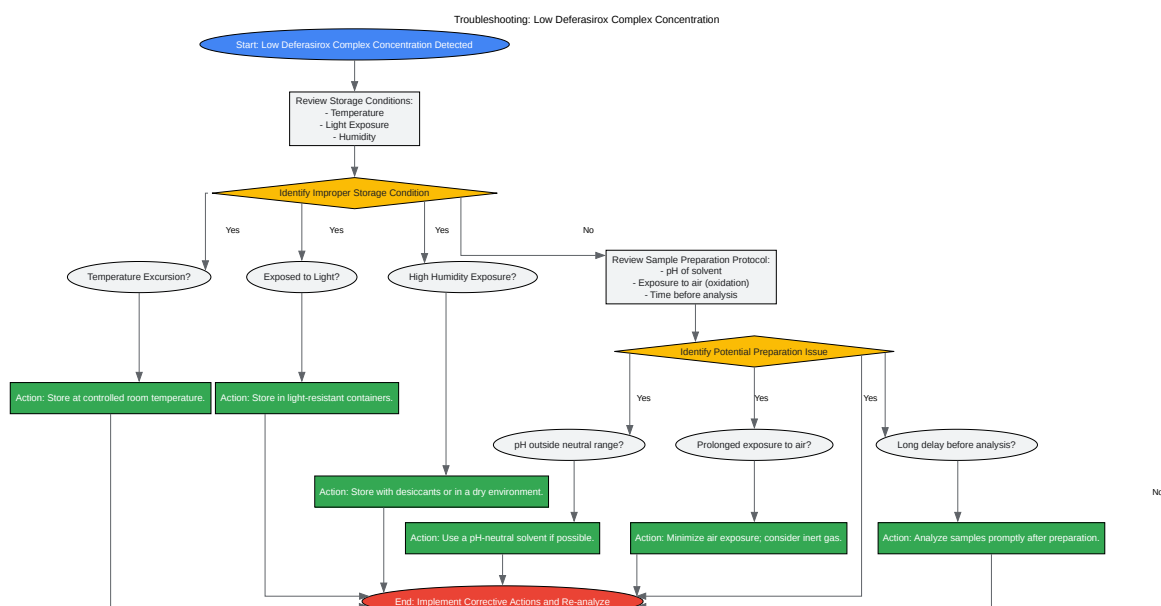 Troubleshooting: Low Deferasirox Complex Concentration
Start: Low Deferasirox Complex Concentration Detected
Review Storage Conditions:
- Temperature
- Light Exposure
- Humidity
Identify Improper Storage Condition
Yes
Yes
Yes
No
Temperature Excursion?
Exposed to Light?
High Humidity Exposure?
Review Sample Preparation Protocol:
- pH of solvent
- Exposure to air (oxidation)
- Time before analysis
Identify Potential Preparation Issue
Action: Store at controlled room temperature.
Action: Store in light-resistant containers.
Yes
Yes
Yes
pH outside neutral range?
Prolonged exposure to air?
Long delay before analysis?
Action: Store with desiccants or in a dry environment.
No
Action: Use a pH-neutral solvent if possible.
Action: Minimize air exposure; consider inert gas.
Action: Analyze samples promptly after preparation.
End: Implement Corrective Actions and Re-analyze